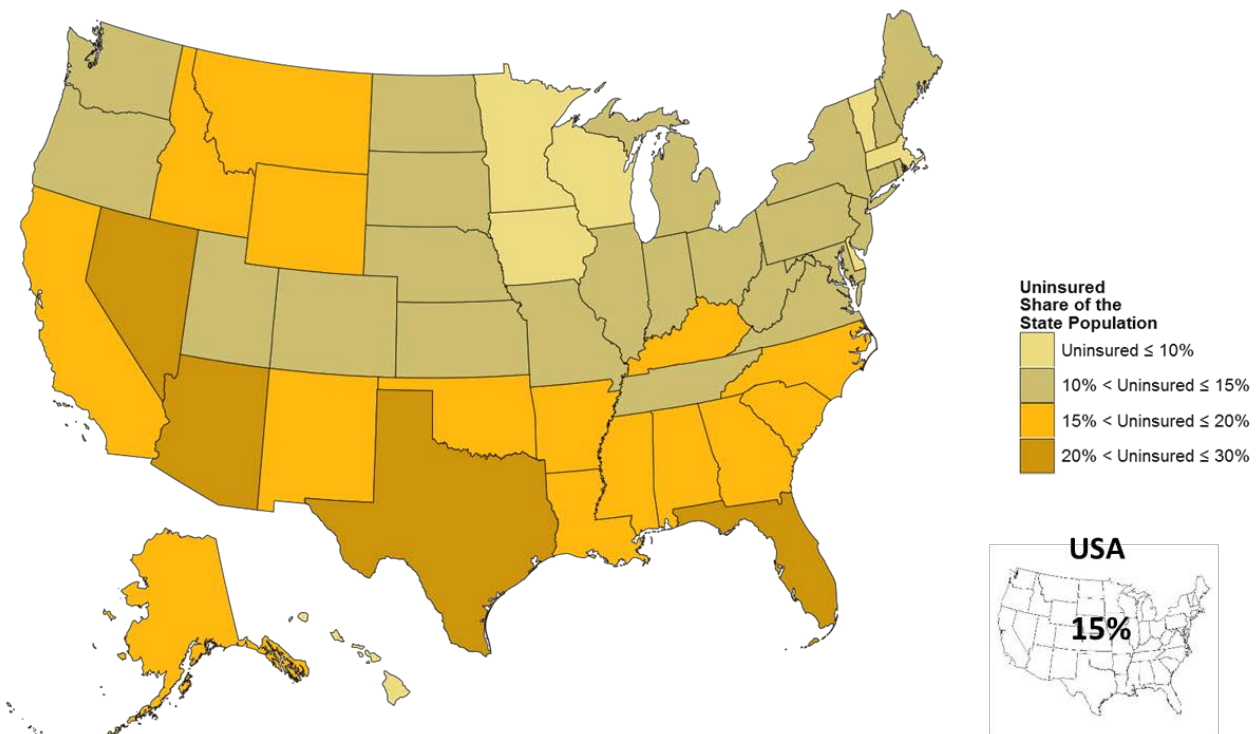 Uninsured
Share of the
State Population
Uninsured ≤ 10%
10% < Uninsured ≤ 15%
15% < Uninsured ≤ 20%
20% < Uninsured ≤ 30%
USA
15%